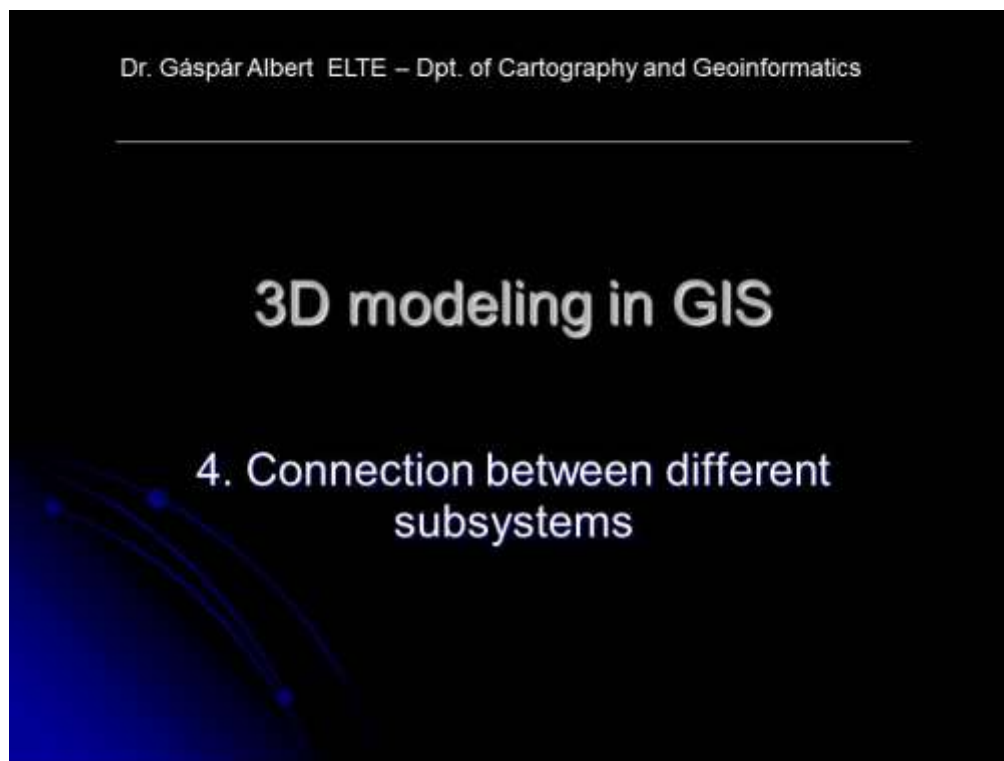 Dr. Gáspár Albert ELTE – Dpt. of Cartography and Geoinformatics
3D modeling in GIS
4. Connection between different
subsystems